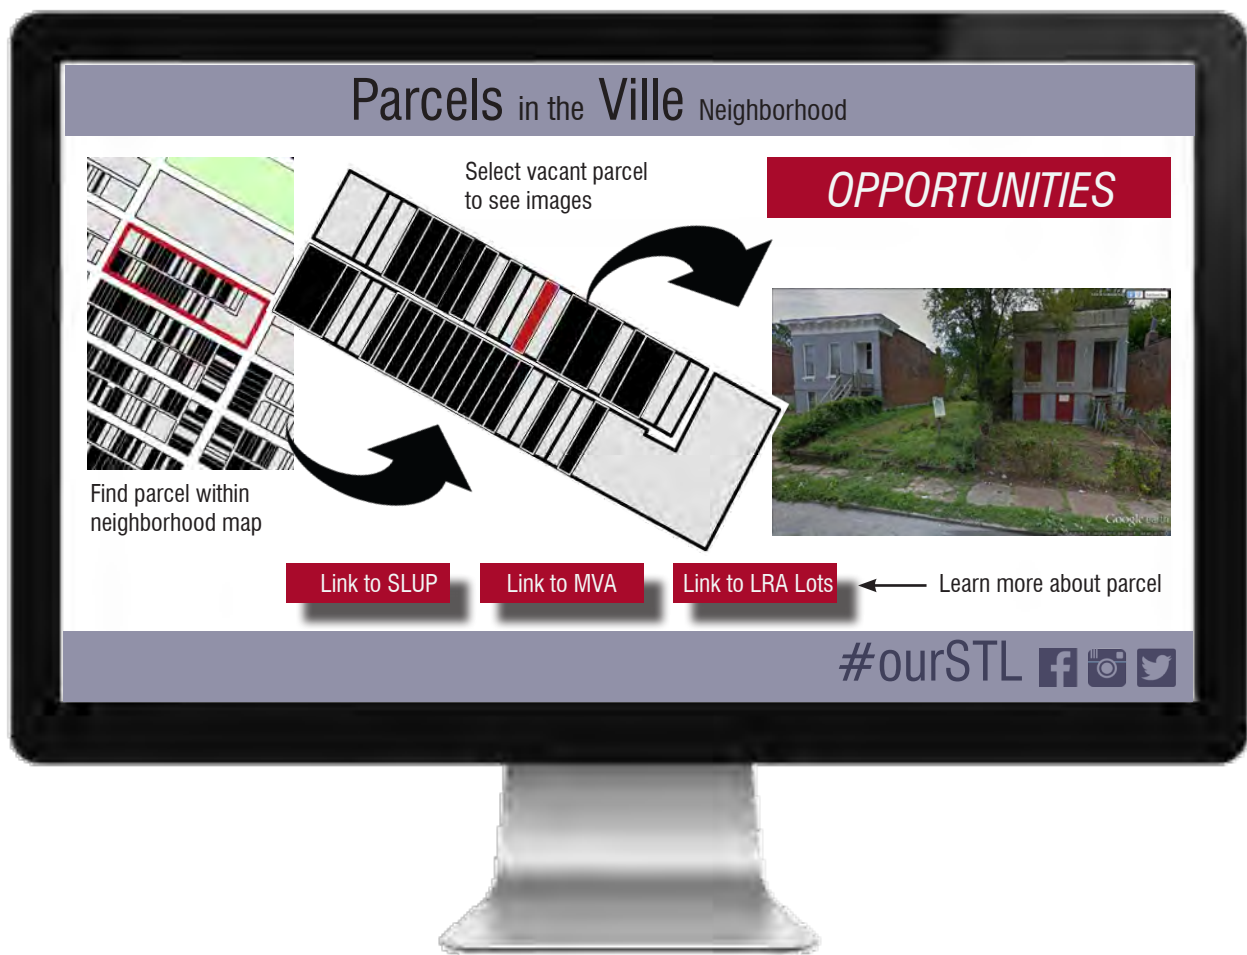 Parcels in the Ville Neighborhood
Select vacant parcel
to see images
OPPORTUNITIES
Find parcel within
neighborhood map
Google
Link to SLUP
Link to MVA
Link to LRA Lots
Learn more about parcel
#ourSTL